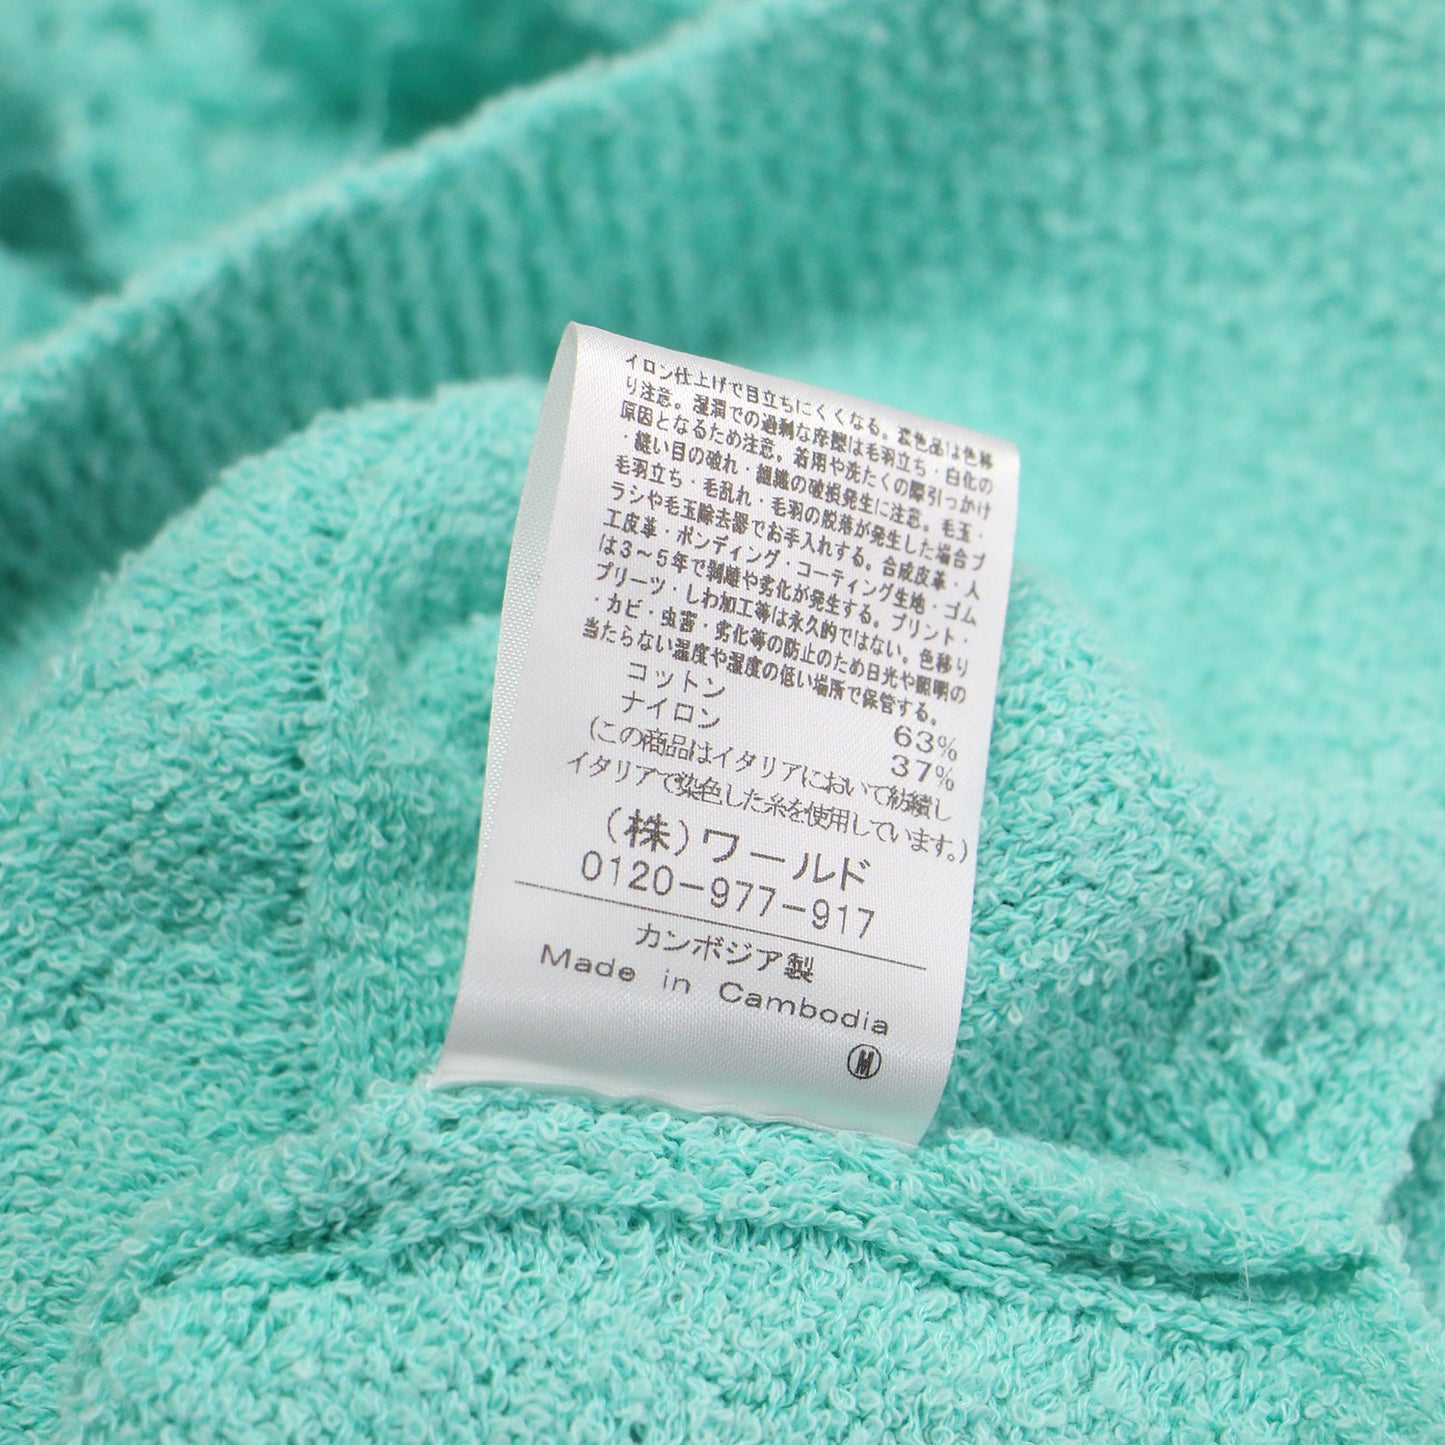 イロン仕上げで目立ちにくくなる。濃色品は色移
り注意。湿潤での過剰な摩擦は毛羽立ち・白化の
原因となるため注意。着用や洗たくの際引っかけ
・縫い目の破れ・組織の破損発生に注意。毛玉・
毛羽立ち・毛乱れ・毛羽の脱落が発生した場合ブ
ラシや毛玉除去器でお手入れする。合成皮革・人
工皮革・ボンディング・コーティング生地・ゴム
は3～5年で剥離や劣化が発生する。プリント・
プリーツ・しわ加工等は永久的ではない。色移り
・カビ・虫害・劣化等の防止のため日光や照明の
当たらない温度や湿度の低い場所で保管する。
コットン 63%
ナイロン 37%
(この商品はイタリアにおいて紡績し
イタリアで染色した糸を使用しています。)
(株)ワールド
0120-977-917
カンボジア製
Made in Cambodia
M